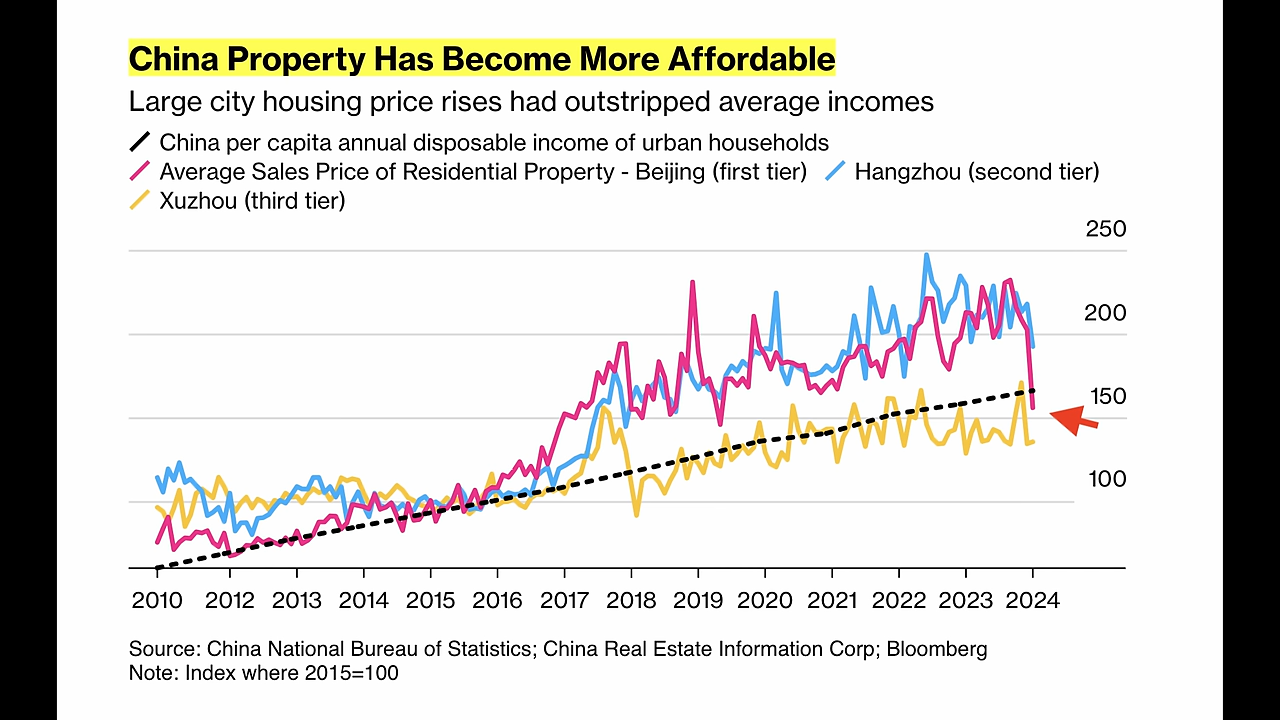 China Property Has Become More Affordable
Large city housing price rises had outstripped average incomes
China per capita annual disposable income of urban households
Average Sales Price of Residential Property - Beijing (first tier) Hangzhou (second tier)
Xuzhou (third tier)
250
200
150
100
2010 2012 2013 2014 2015 2016 2017 2018 2019 2020 2021 2022 2023 2024
Source: China National Bureau of Statistics; China Real Estate Information Corp; Bloomberg
Note: Index where 2015=100